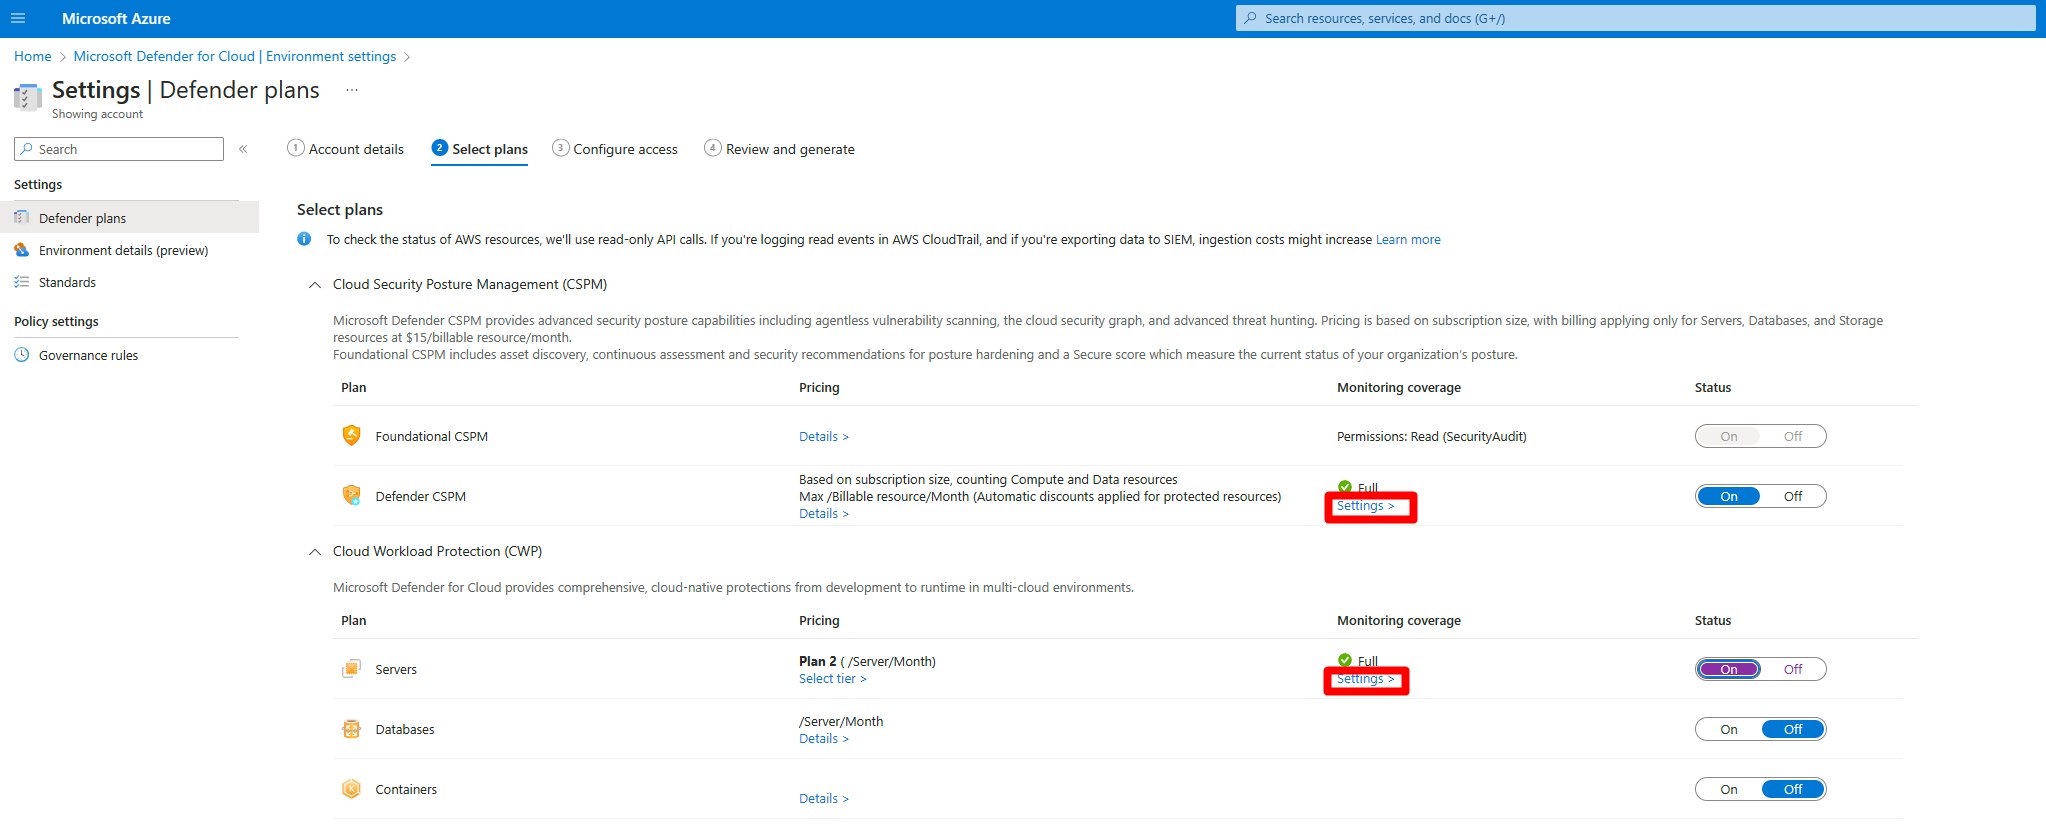 Microsoft Azure
Search resources, services, and docs (G+/)
Home > Microsoft Defender for Cloud | Environment settings >
Settings | Defender plans ...
Showing account
Search «
Settings
Defender plans
Environment details (preview)
Standards
Policy settings
Governance rules
1 Account details
2 Select plans
3 Configure access
4 Review and generate
Select plans
To check the status of AWS resources, we'll use read-only API calls. If you're logging read events in AWS CloudTrail, and if you're exporting data to SIEM, ingestion costs might increase Learn more
Cloud Security Posture Management (CSPM)
Microsoft Defender CSPM provides advanced security posture capabilities including agentless vulnerability scanning, the cloud security graph, and advanced threat hunting. Pricing is based on subscription size, with billing applying only for Servers, Databases, and Storage
resources at $15/billable resource/month.
Foundational CSPM includes asset discovery, continuous assessment and security recommendations for posture hardening and a Secure score which measure the current status of your organization's posture.
Plan Pricing Monitoring coverage Status
Foundational CSPM Details > Permissions: Read (SecurityAudit) On Off
Defender CSPM
Based on subscription size, counting Compute and Data resources
Max /Billable resource/Month (Automatic discounts applied for protected resources)
Details >
Full
Settings >
On Off
Cloud Workload Protection (CWP)
Microsoft Defender for Cloud provides comprehensive, cloud-native protections from development to runtime in multi-cloud environments.
Plan Pricing Monitoring coverage Status
Servers
Plan 2 ( /Server/Month)
Select tier >
Full
Settings >
On Off
Databases
/Server/Month
Details >
On Off
Containers
Details >
On Off